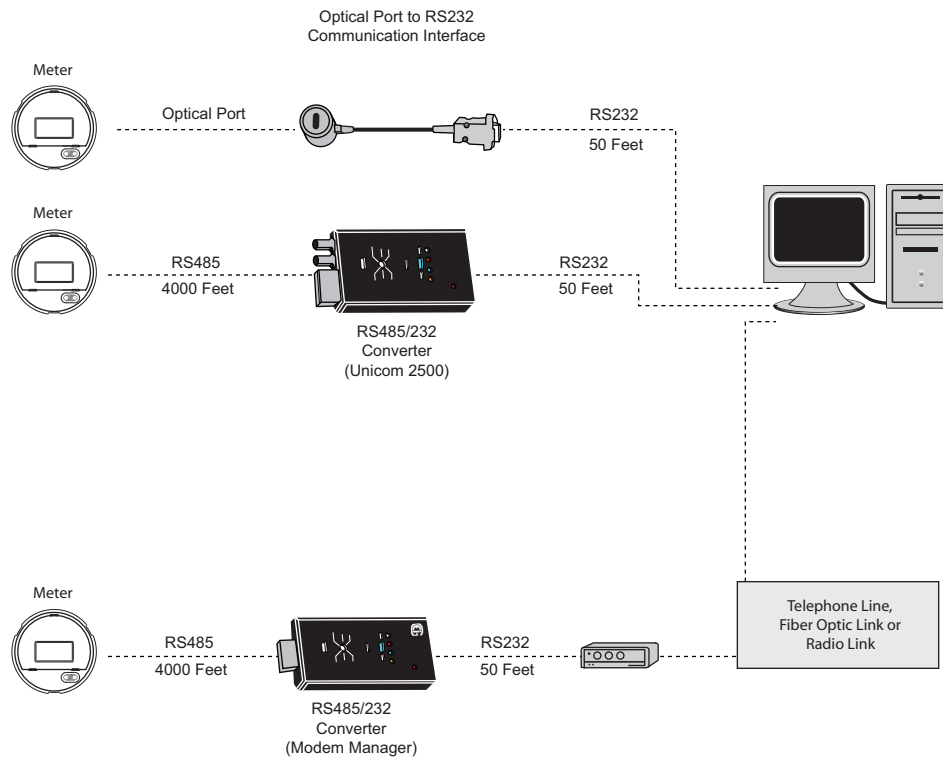 Optical Port to RS232
Communication Interface
Meter
Optical Port
RS232
50 Feet
Meter
RS485
4000 Feet
RS232
50 Feet
RS485/232
Converter
(Unicom 2500)
Meter
RS485
4000 Feet
RS232
50 Feet
Telephone Line,
Fiber Optic Link or
Radio Link
RS485/232
Converter
(Modem Manager)